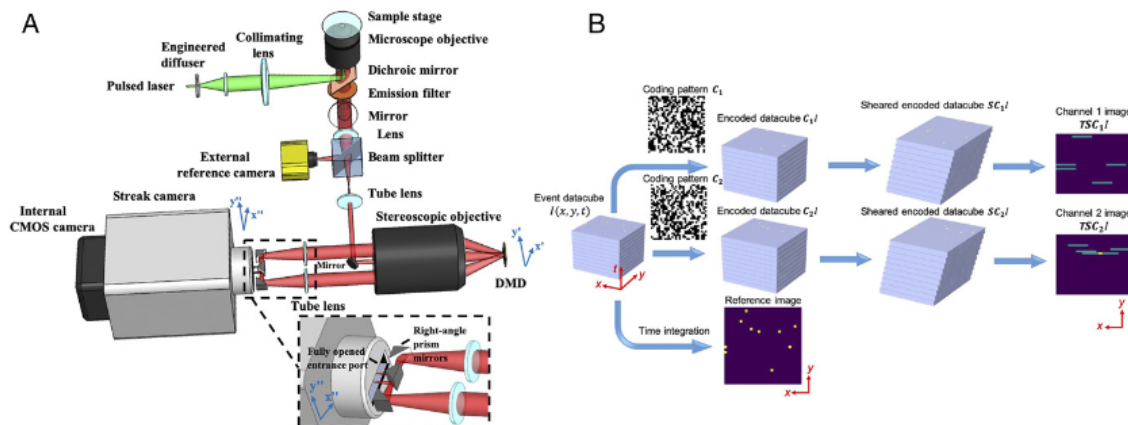 A
Sample stage
Microscope objective
Collimating
lens
Engineered
diffuser
Pulsed laser
Dichroic mirror
Emission filter
Mirror
Lens
Beam splitter
External
reference camera
Tube lens
Streak camera
Internal
CMOS camera
y''
x''
Stereoscopic objective
Mirror
y'
x'
DMD
Tube lens
Right-angle
prism
mirrors
Fully opened
entrance port
y''
x''
B
Coding pattern C₁
Encoded datacube C₁I
Sheared encoded datacube SC₁I
Channel 1 image
TSC₁I
Coding pattern C₂
Event datacube
I(x, y, t)
Encoded datacube C₂I
Sheared encoded datacube SC₂I
Channel 2 image
TSC₂I
t
x
y
Time integration
Reference image
y
x
y
x